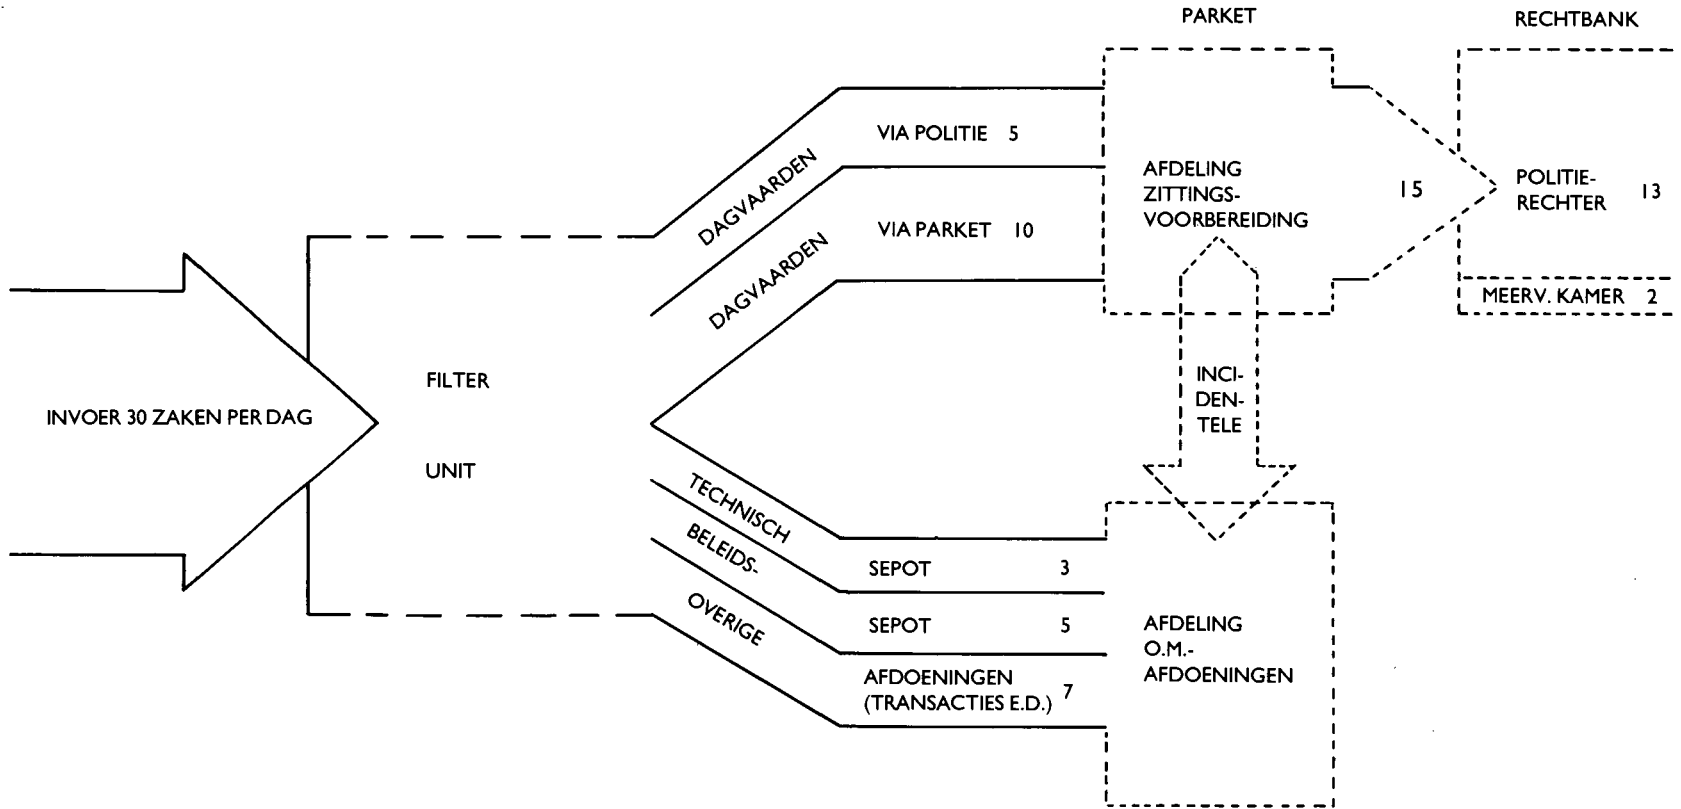 PARKET
RECHTBANK
INVOER 30 ZAKEN PER DAG
FILTER
UNIT
DAGVAARDEN
VIA POLITIE 5
DAGVAARDEN
VIA PARKET 10
AFDELING
ZITTINGS-
VOORBEREIDING
15
POLITIE-
RECHTER 13
MEERV. KAMER 2
INCI-
DEN-
TELE
TECHNISCH
SEPOT 3
BELEIDS-
SEPOT 5
OVERIGE
AFDOENINGEN
(TRANSACTIES E.D.) 7
AFDELING
O.M.-
AFDOENINGEN